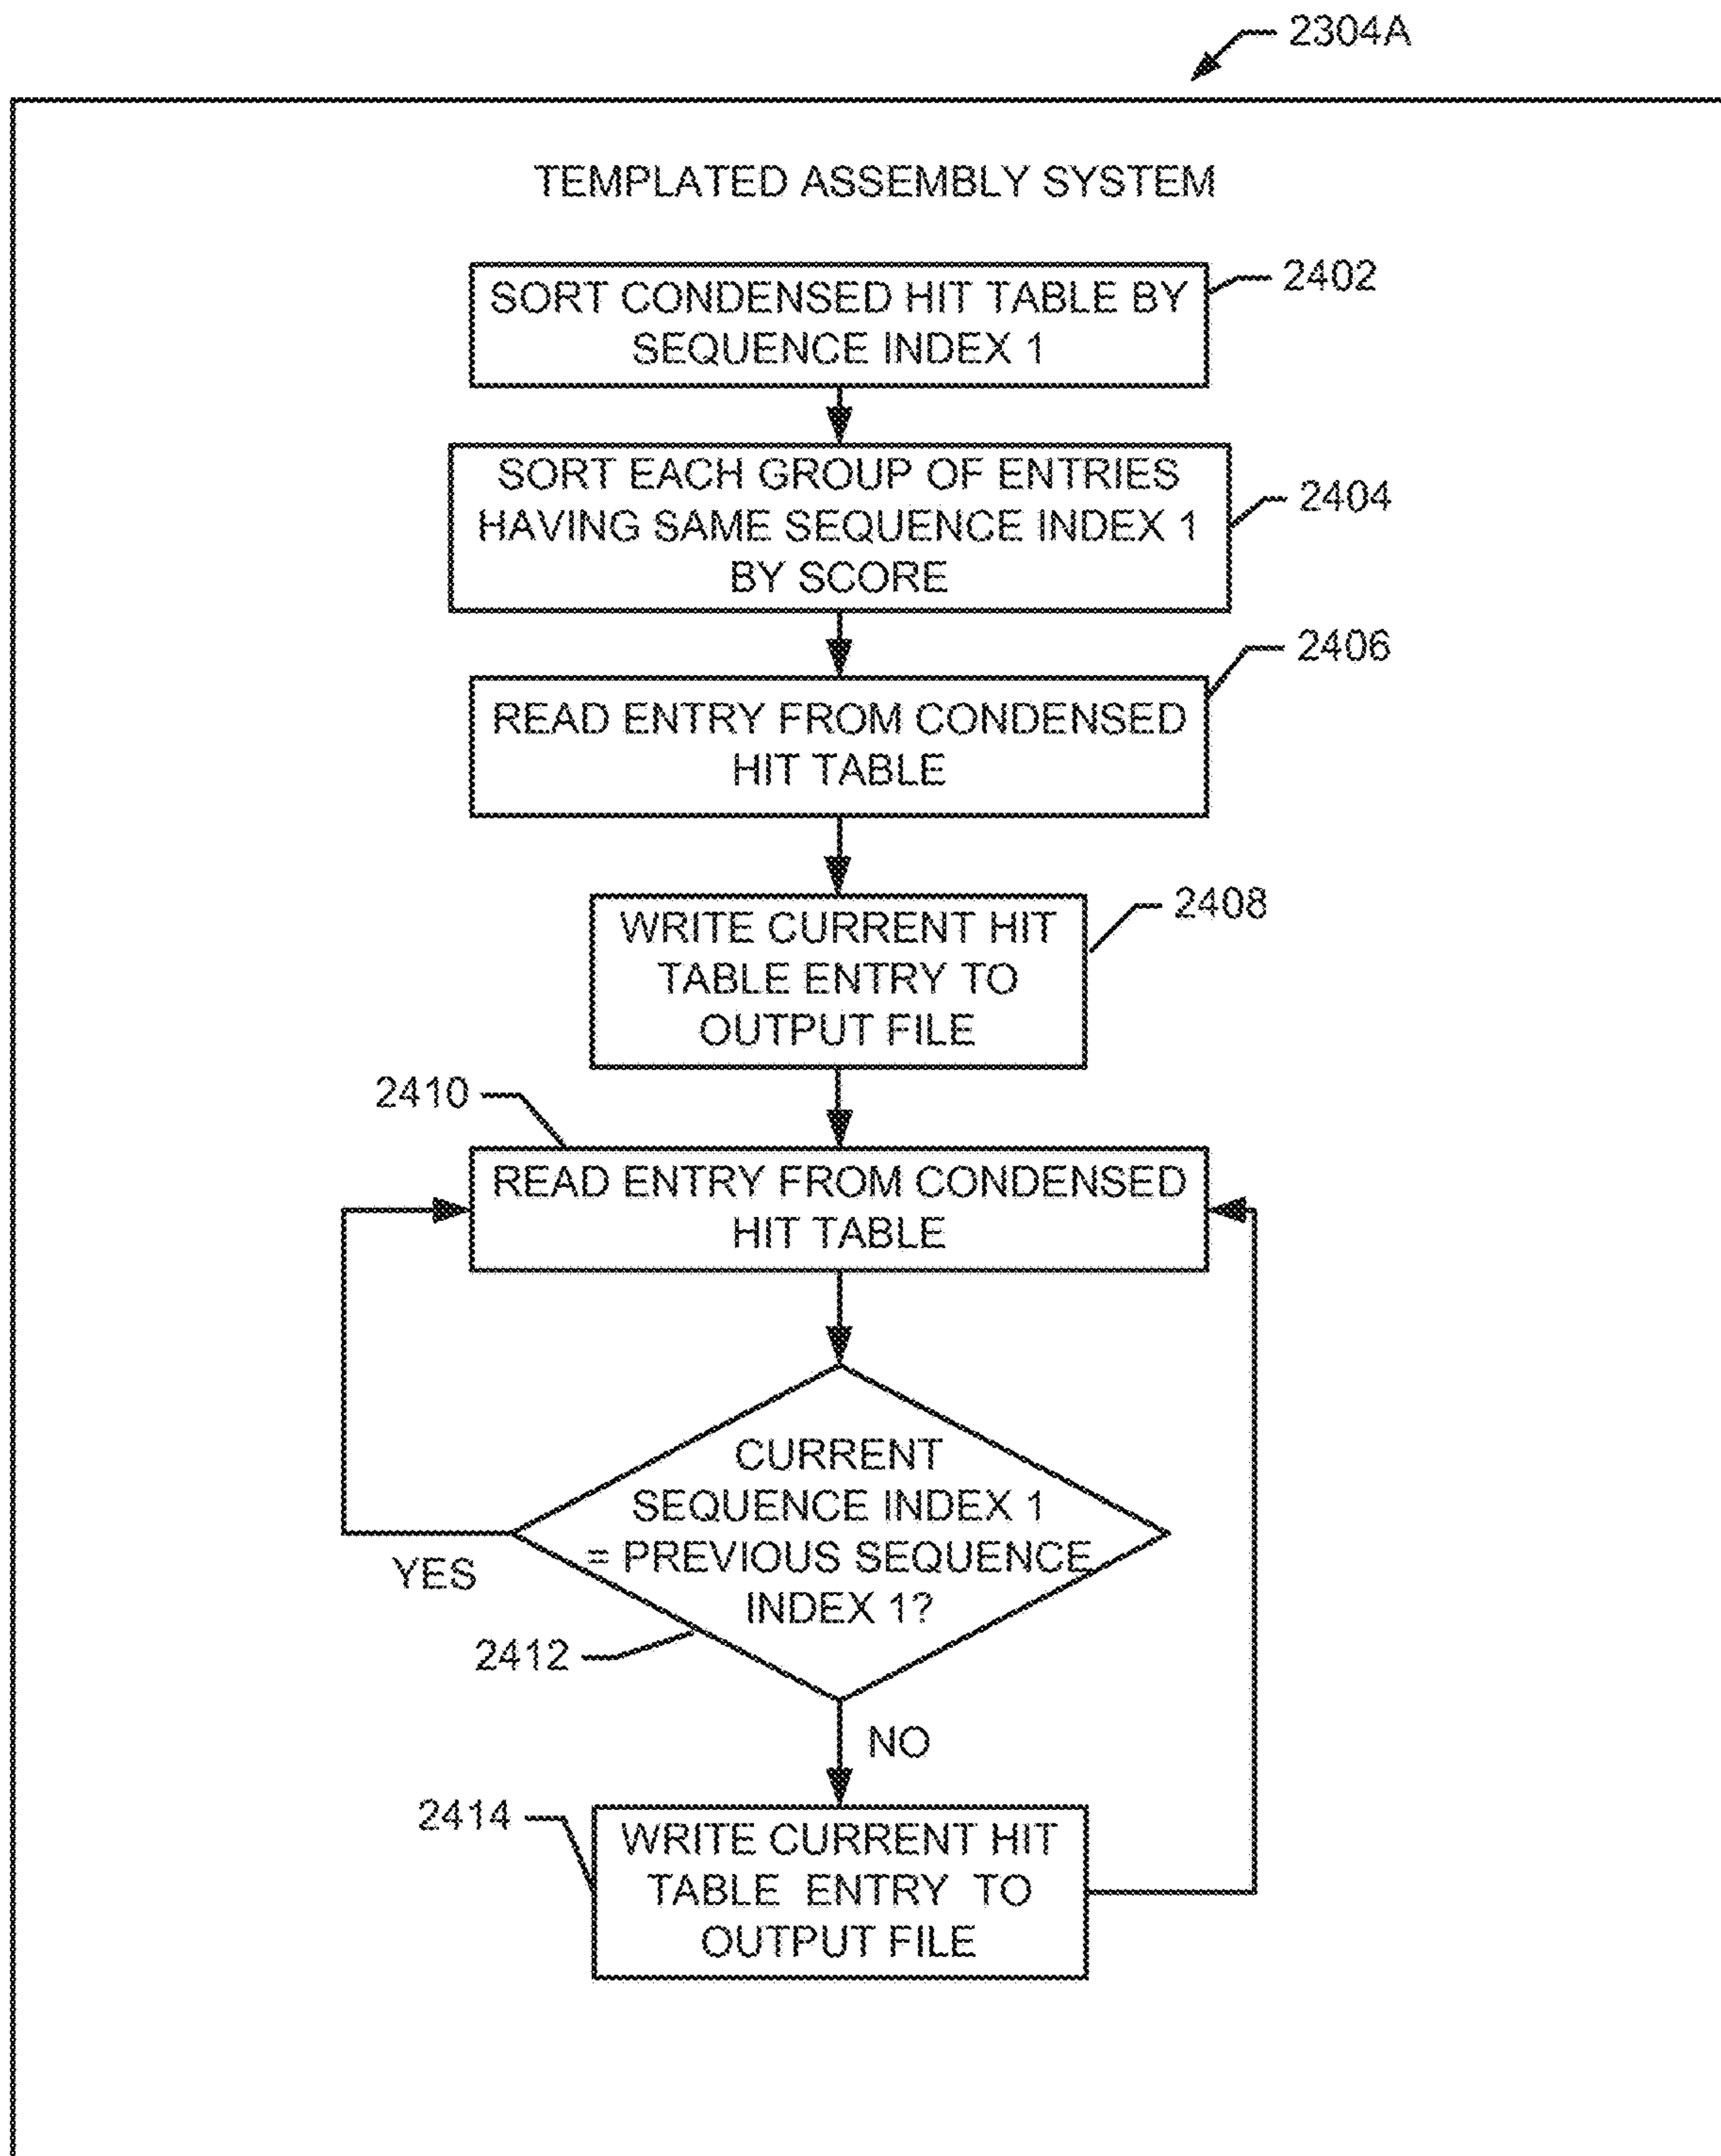 2304A
TEMPLATED ASSEMBLY SYSTEM
SORT CONDENSED HIT TABLE BY
SEQUENCE INDEX 1
2402
SORT EACH GROUP OF ENTRIES
HAVING SAME SEQUENCE INDEX 1
BY SCORE
2404
2406
READ ENTRY FROM CONDENSED
HIT TABLE
2408
WRITE CURRENT HIT
TABLE ENTRY TO
OUTPUT FILE
2410
READ ENTRY FROM CONDENSED
HIT TABLE
CURRENT
SEQUENCE INDEX 1
= PREVIOUS SEQUENCE
INDEX 1?
YES
2412
NO
2414
WRITE CURRENT HIT
TABLE ENTRY TO
OUTPUT FILE